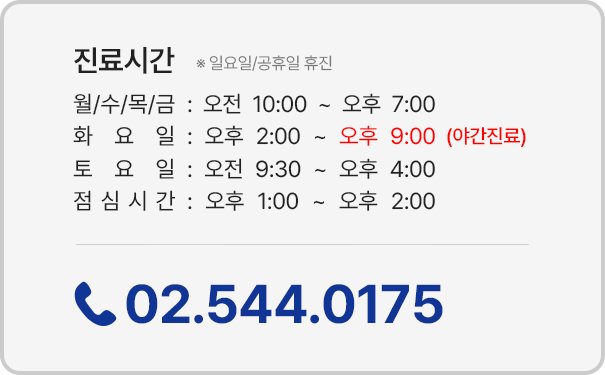 진료시간 ※ 일요일/공휴일 휴진
월/수/목/금 : 오전 10:00 ~ 오후 7:00
화 요 일 : 오후 2:00 ~ 오후 9:00 (야간진료)
토 요 일 : 오전 9:30 ~ 오후 4:00
점 심 시 간 : 오후 1:00 ~ 오후 2:00
02.544.0175